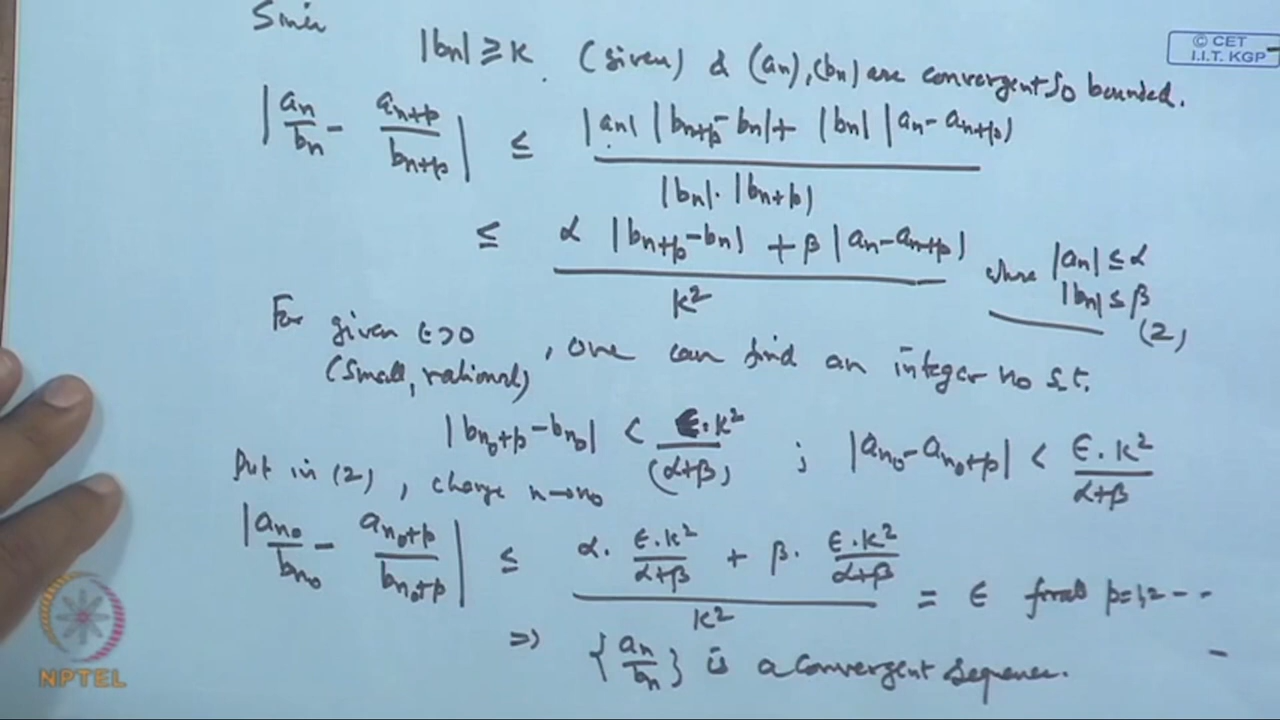 Since
© CET
I.I.T. KGP
|bn| ≥ K. (given) & (an), (bn) are convergent so bounded.
|an/bn - an+p/bn+p| ≤ (|an| |bn+p - bn| + |bn| |an - an+p|) / (|bn|·|bn+p|)
≤ (α |bn+p - bn| + β |an - an+p|) / K² where |an| ≤ α
|bn| ≤ β
(2)
For given ε>0, one can find an integer n0 s.t.
(small, rational)
|bn0+p - bn0| < ε·K²/(α+β) ; |an0 - an0+p| < ε·K²/α+β
Put in (2), change n→n0
|an0/bn0 - an0+p/bn0+p| ≤ (α· ε·K²/α+β + β· ε·K²/α+β) / K² = ε for all p=1,2 - -
⇒ {an/bn} is a convergent sequence.
NPTEL